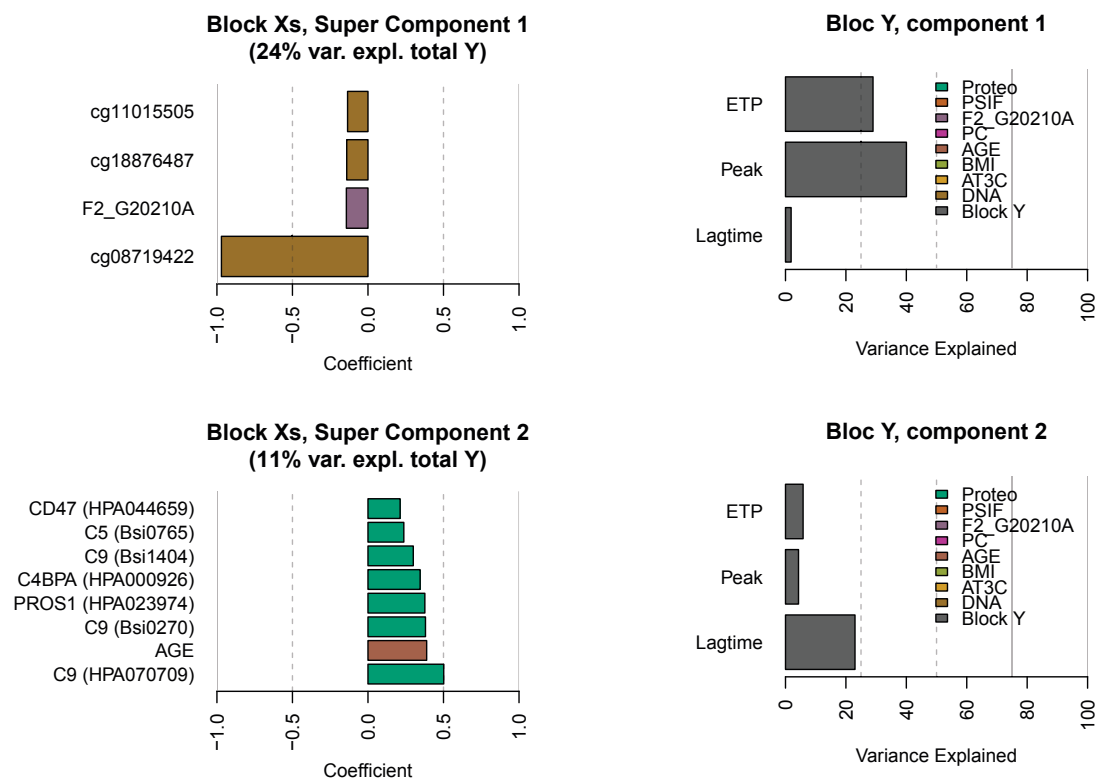 Block Xs, Super Component 1
(24% var. expl. total Y)
cg11015505
cg18876487
F2_G20210A
cg08719422
−1.0
−0.5
0.0
0.5
1.0
Coefficient
Bloc Y, component 1
ETP
Peak
Lagtime
Proteo
PSIF
F2_G20210A
PC
AGE
BMI
AT3C
DNA
Block Y
0
20
40
60
80
100
Variance Explained
Block Xs, Super Component 2
(11% var. expl. total Y)
CD47 (HPA044659)
C5 (Bsi0765)
C9 (Bsi1404)
C4BPA (HPA000926)
PROS1 (HPA023974)
C9 (Bsi0270)
AGE
C9 (HPA070709)
−1.0
−0.5
0.0
0.5
1.0
Coefficient
Bloc Y, component 2
ETP
Peak
Lagtime
Proteo
PSIF
F2_G20210A
PC
AGE
BMI
AT3C
DNA
Block Y
0
20
40
60
80
100
Variance Explained